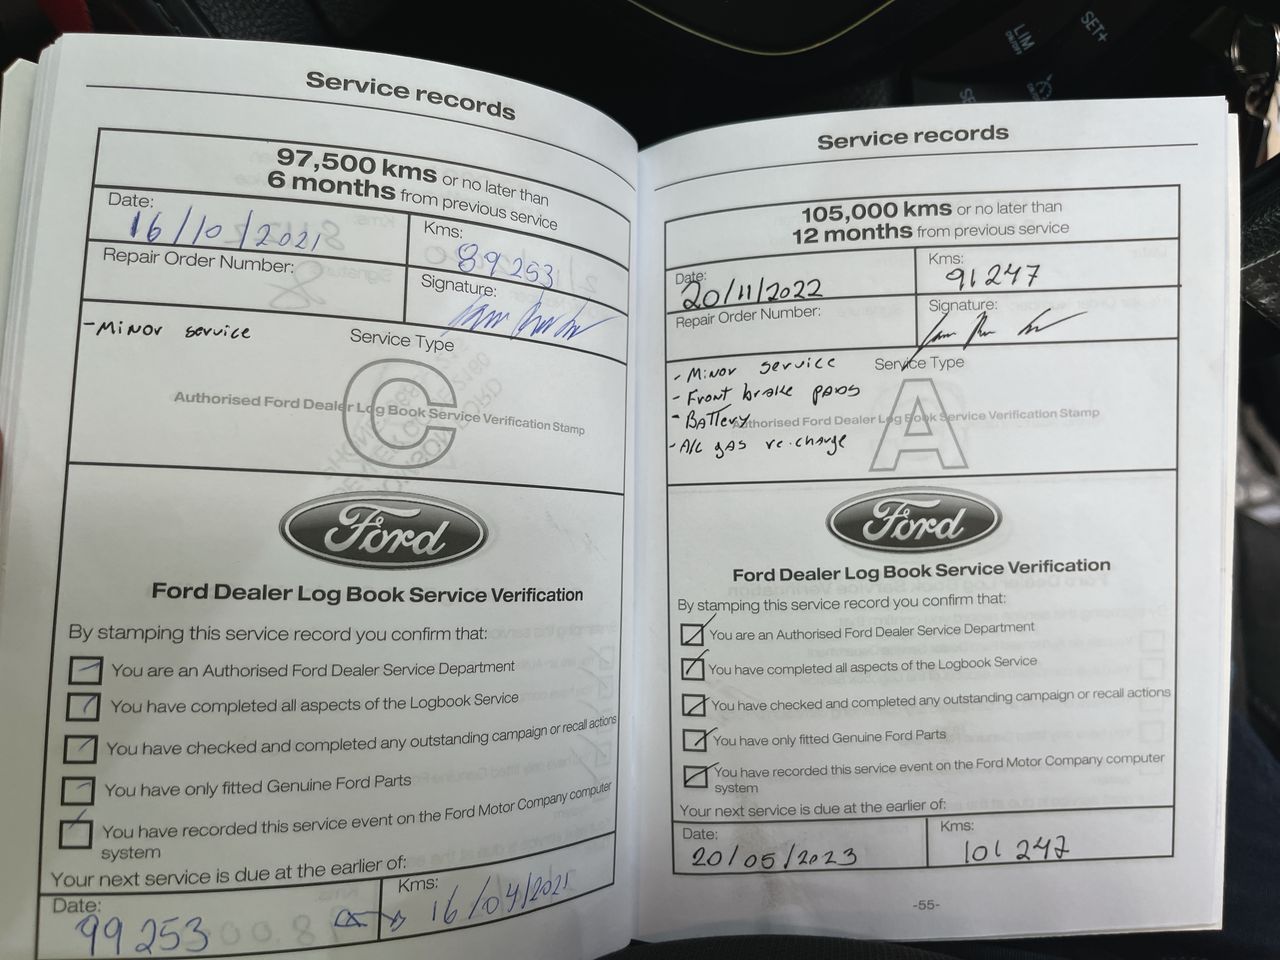 Service records
97,500 kms or no later than
6 months from previous service
Date:
16/10/2021
Kms:
89253
Repair Order Number:
Signature:
- Minor service
Service Type
C
Authorised Ford Dealer Log Book Service Verification Stamp
Ford
Ford Dealer Log Book Service Verification
By stamping this service record you confirm that:
You are an Authorised Ford Dealer Service Department
You have completed all aspects of the Logbook Service
You have checked and completed any outstanding campaign or recall actions
You have only fitted Genuine Ford Parts
You have recorded this service event on the Ford Motor Company computer
system
Your next service is due at the earlier of:
Date:
99253
Kms:
16/04/2021
Service records
105,000 kms or no later than
12 months from previous service
Date:
20/11/2022
Kms:
91247
Repair Order Number:
Signature:
- Minor service
Service Type
- Front brake pads
- Battery
A
Authorised Ford Dealer Log Book Service Verification Stamp
- A/c gas re.charge
Ford
Ford Dealer Log Book Service Verification
By stamping this service record you confirm that:
You are an Authorised Ford Dealer Service Department
You have completed all aspects of the Logbook Service
You have checked and completed any outstanding campaign or recall actions
You have only fitted Genuine Ford Parts
You have recorded this service event on the Ford Motor Company computer
system
Your next service is due at the earlier of:
Date:
20/05/2023
Kms:
101247
-55-
LIM
ON/OFF
SET+